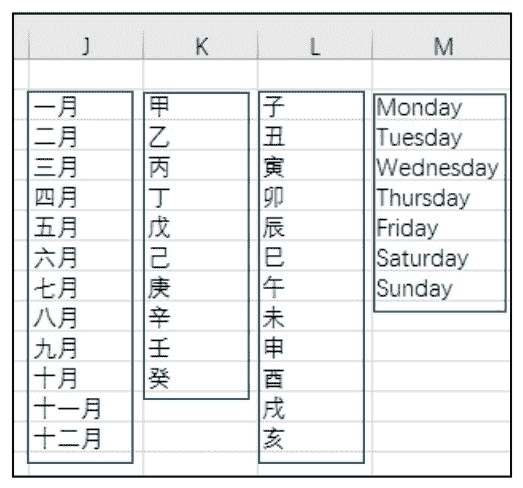 J K L M
一月 甲 子 Monday
二月 乙 丑 Tuesday
三月 丙 寅 Wednesday
四月 丁 卯 Thursday
五月 戊 辰 Friday
六月 己 巳 Saturday
七月 庚 午 Sunday
八月 辛 未
九月 壬 申
十月 癸 酉
十一月 戌
十二月 亥